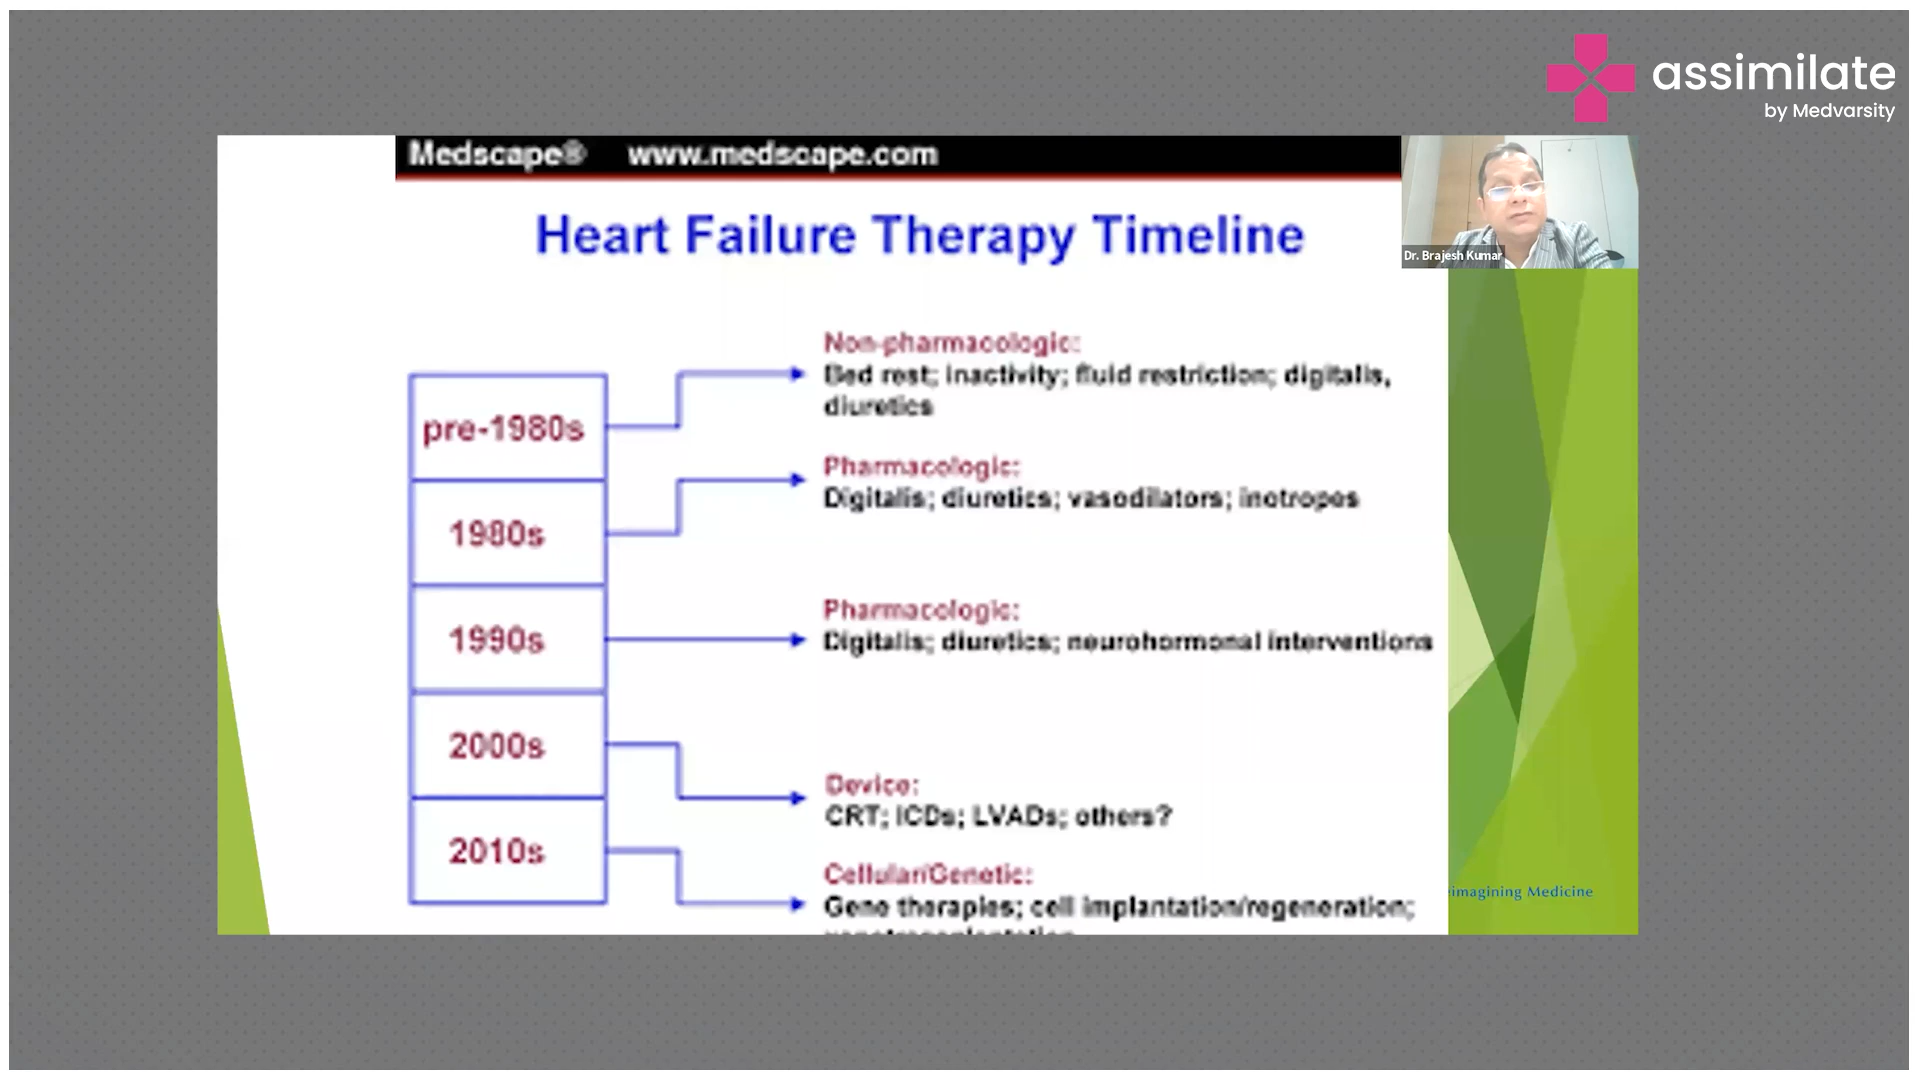 assimilate
by Medvarsity
Medscape® www.medscape.com
Dr. Brajesh Kumar
Heart Failure Therapy Timeline
pre-1980s
Non-pharmacologic:
Bed rest; inactivity; fluid restriction; digitalis,
diuretics
1980s
Pharmacologic:
Digitalis; diuretics; vasodilators; inotropes
1990s
Pharmacologic:
Digitalis; diuretics; neurohormonal interventions
2000s
Device:
CRT; ICDs; LVADs; others?
2010s
Cellular/Genetic:
Gene therapies; cell implantation/regeneration;
eimagining Medicine